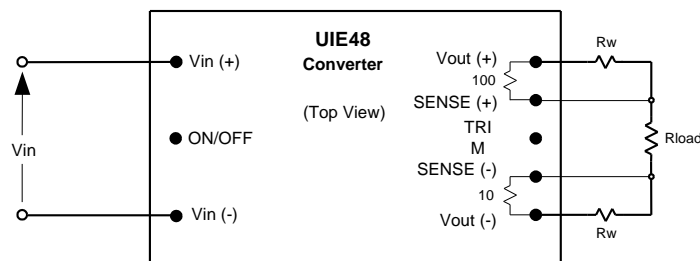 UIE48
Converter
(Top View)
Vin
Vin (+)
ON/OFF
Vin (-)
Vout (+)
100
SENSE (+)
TRI
M
SENSE (-)
10
Vout (-)
Rw
Rload
Rw